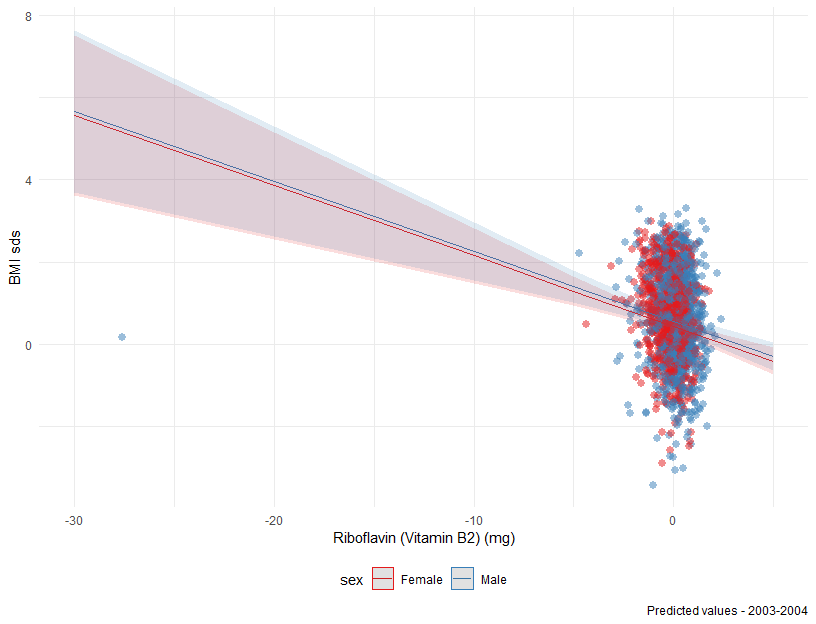 8
4
0
BMI sds
-30 -20 -10 0
Riboflavin (Vitamin B2) (mg)
sex Female Male
Predicted values - 2003-2004